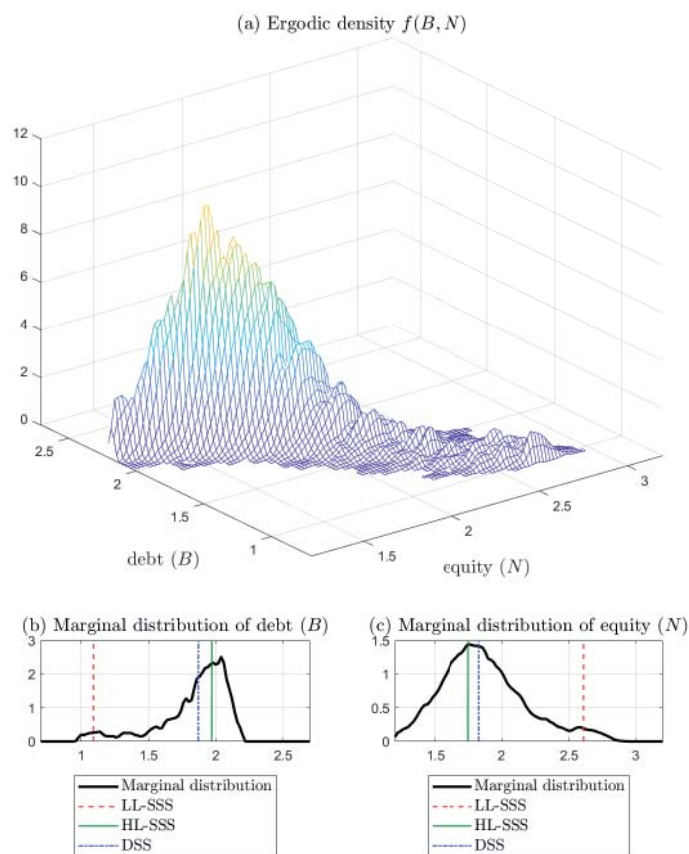 (a) Ergodic density f(B, N)
12
10
8
6
4
2
0
2.5
2
1.5
1
debt (B)
1.5
2
2.5
3
equity (N)
(b) Marginal distribution of debt (B)
3
2
1
0
1
1.5
2
2.5
Marginal distribution
LL-SSS
HL-SSS
DSS
(c) Marginal distribution of equity (N)
1.5
1
0.5
0
1.5
2
2.5
3
Marginal distribution
LL-SSS
HL-SSS
DSS